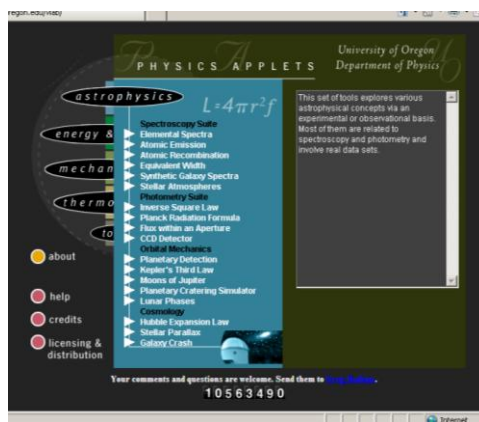 regon.edu/vlab/
PHYSICS APPLETS
University of Oregon
Department of Physics
astrophysics
L=4πr²f
energy &
mechan
thermo
to
about
help
credits
licensing &
distribution
Spectroscopy Suite
Elemental Spectra
Atomic Emission
Atomic Recombination
Equivalent Width
Synthetic Galaxy Spectra
Stellar Atmospheres
Photometry Suite
Inverse Square Law
Planck Radiation Formula
Flux within an Aperture
CCD Detector
Orbital Mechanics
Planetary Detection
Kepler's Third Law
Moons of Jupiter
Planetary Cratering Simulator
Lunar Phases
Cosmology
Hubble Expansion Law
Stellar Parallax
Galaxy Crash
This set of tools explores various
astrophysical concepts via an
experimental or observational basis.
Most of them are related to
spectroscopy and photometry and
involve real data sets.
Your comments and questions are welcome. Send them to
10563490
Internet